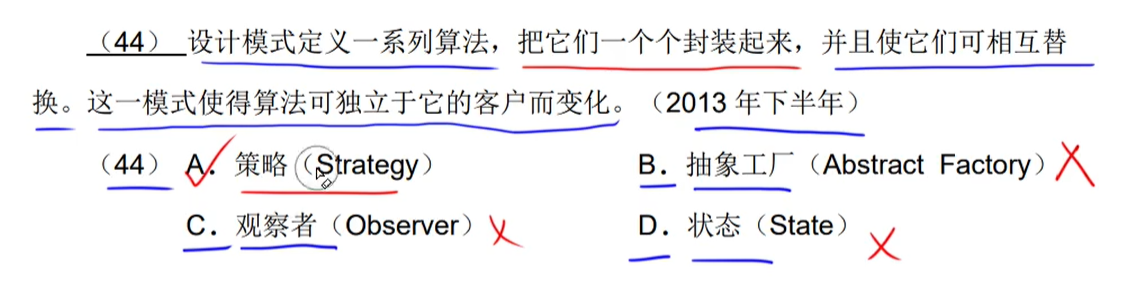 （44） 设计模式定义一系列算法，把它们一个个封装起来，并且使它们可相互替
换。这一模式使得算法可独立于它的客户而变化。（2013 年下半年）
（44） A. 策略（Strategy） B. 抽象工厂（Abstract Factory）
C. 观察者（Observer） D. 状态（State）